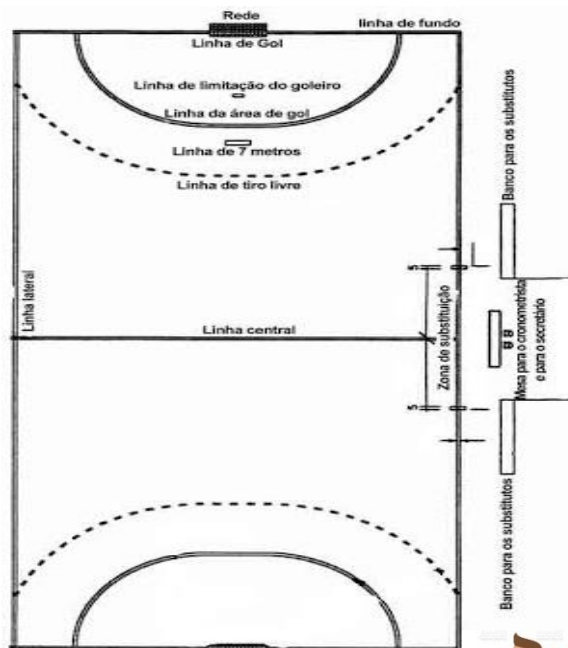 Rede
linha de fundo
Linha de Gol
Linha de limitação do goleiro
Linha da área de gol
Linha de 7 metros
Linha de tiro livre
Banco para os substitutos
5
Linha lateral
Linha central
Zona de substituição
Mesa para o cronometrista
e para o secretário
5
Banco para os substitutos